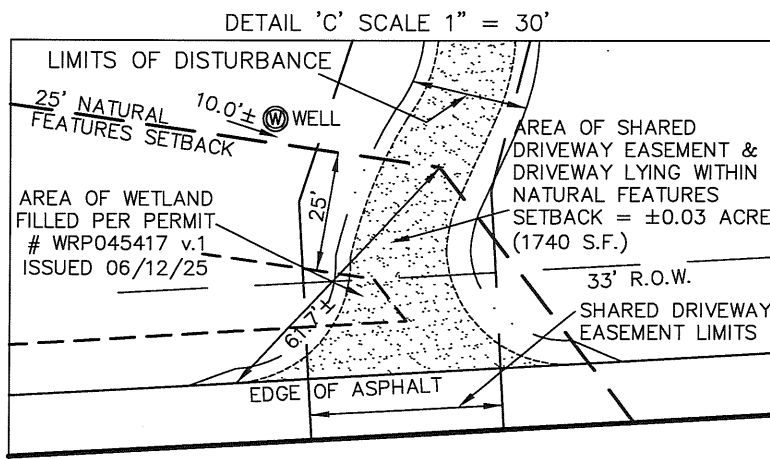 DETAIL 'C' SCALE 1" = 30'
LIMITS OF DISTURBANCE
25' NATURAL
FEATURES SETBACK
10.0'±
W WELL
AREA OF SHARED
DRIVEWAY EASEMENT &
DRIVEWAY LYING WITHIN
NATURAL FEATURES
SETBACK = ±0.03 ACRE
(1740 S.F.)
AREA OF WETLAND
FILLED PER PERMIT
# WRP045417 v.1
ISSUED 06/12/25
25'
33' R.O.W.
61.7'±
SHARED DRIVEWAY
EASEMENT LIMITS
EDGE OF ASPHALT